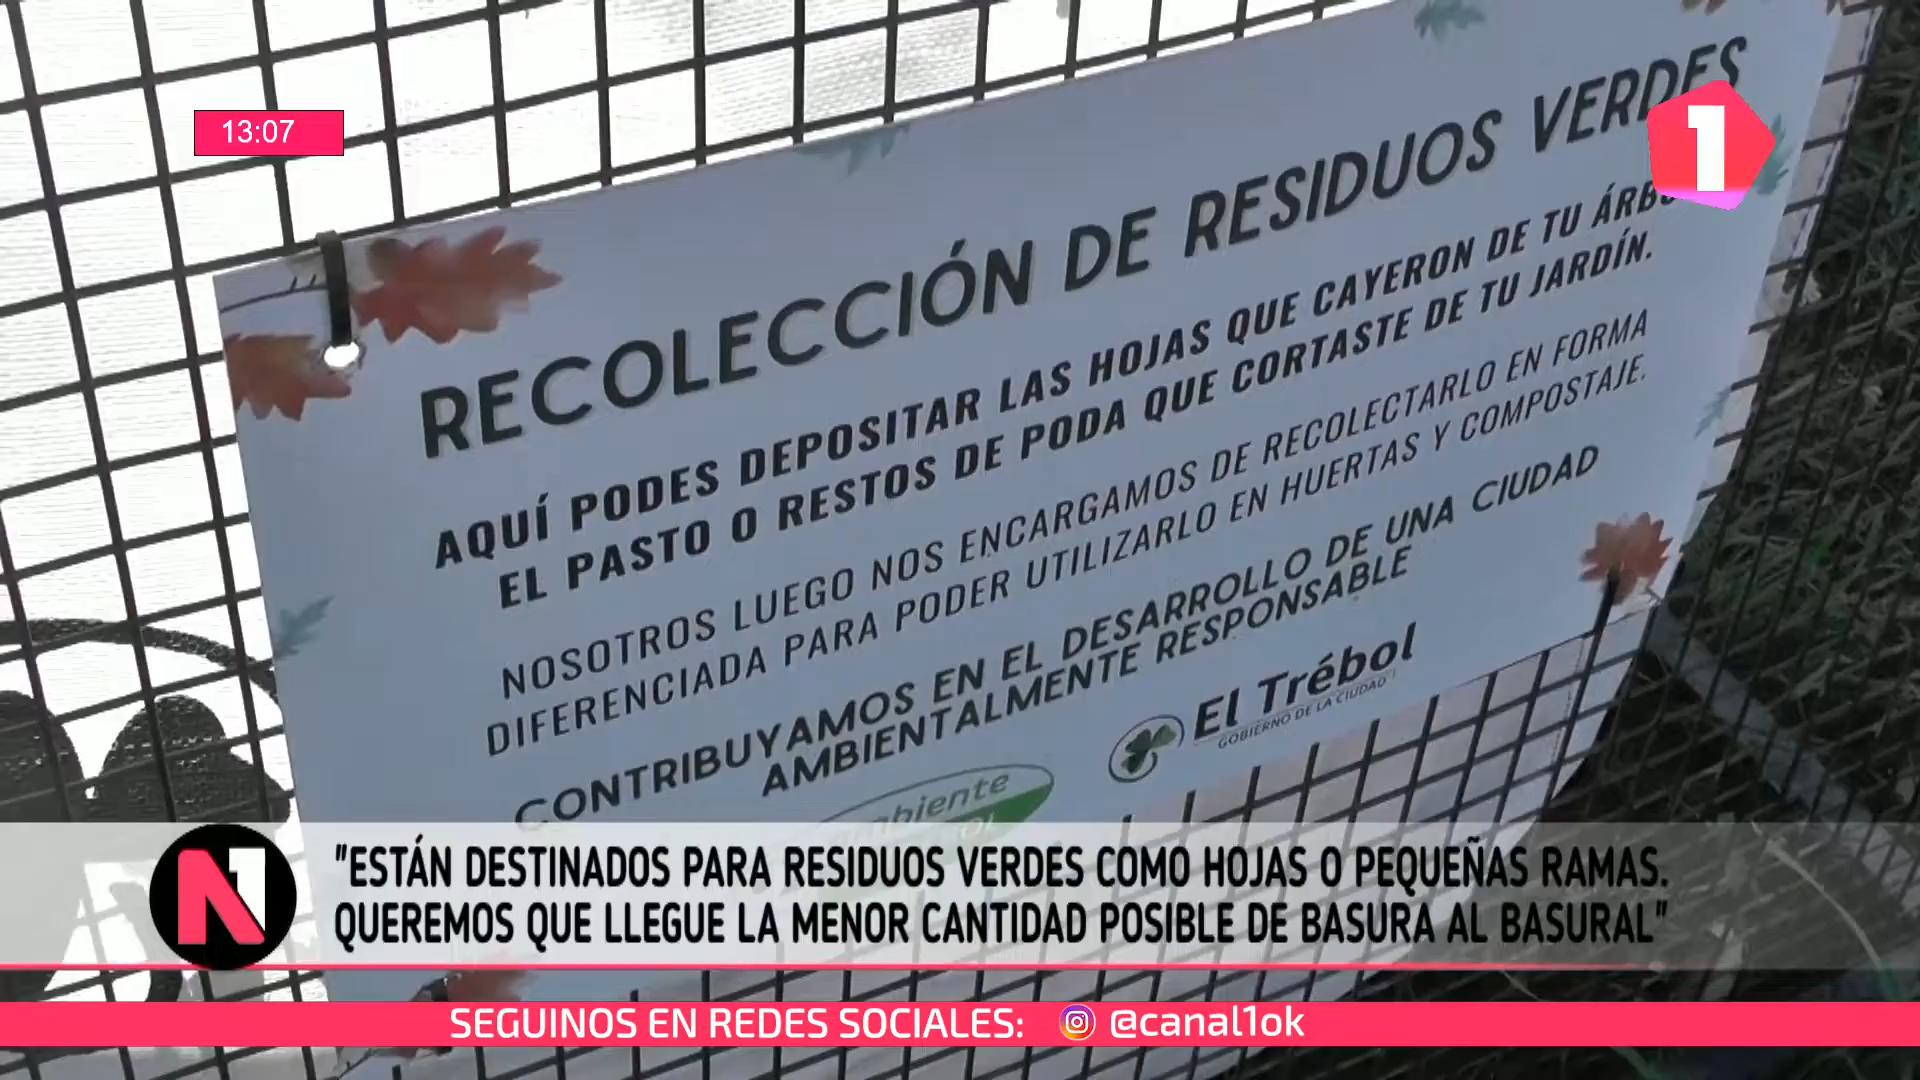 13:07
1
RECOLECCIÓN DE RESIDUOS VERDES
AQUÍ PODES DEPOSITAR LAS HOJAS QUE CAYERON DE TU
EL PASTO O RESTOS DE PODA QUE CORTASTE DE TU JARDÍN.
NOSOTROS LUEGO NOS ENCARGAMOS DE RECOLECTARLO EN FORMA
DIFERENCIADA PARA PODER UTILIZARLO EN HUERTAS Y COMPOSTAJE.
CONTRIBUYAMOS EN EL DESARROLLO DE UNA CIUDAD
AMBIENTALMENTE RESPONSABLE
El Trébol
GOBIERNO DE LA CIUDAD
N1
"ESTÁN DESTINADOS PARA RESIDUOS VERDES COMO HOJAS O PEQUEÑAS RAMAS.
QUEREMOS QUE LLEGUE LA MENOR CANTIDAD POSIBLE DE BASURA AL BASURAL"
SEGUINOS EN REDES SOCIALES: @canal1ok